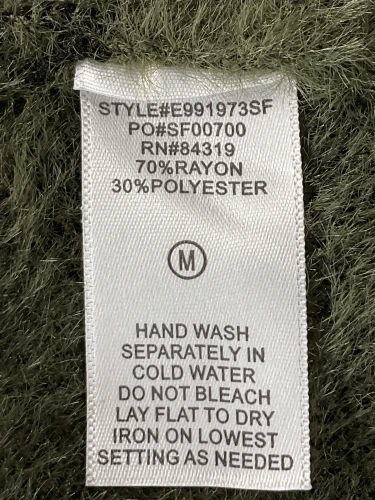 STYLE#E991973SF
PO#SF00700
RN#84319
70%RAYON
30%POLYESTER
M
HAND WASH
SEPARATELY IN
COLD WATER
DO NOT BLEACH
LAY FLAT TO DRY
IRON ON LOWEST
SETTING AS NEEDED